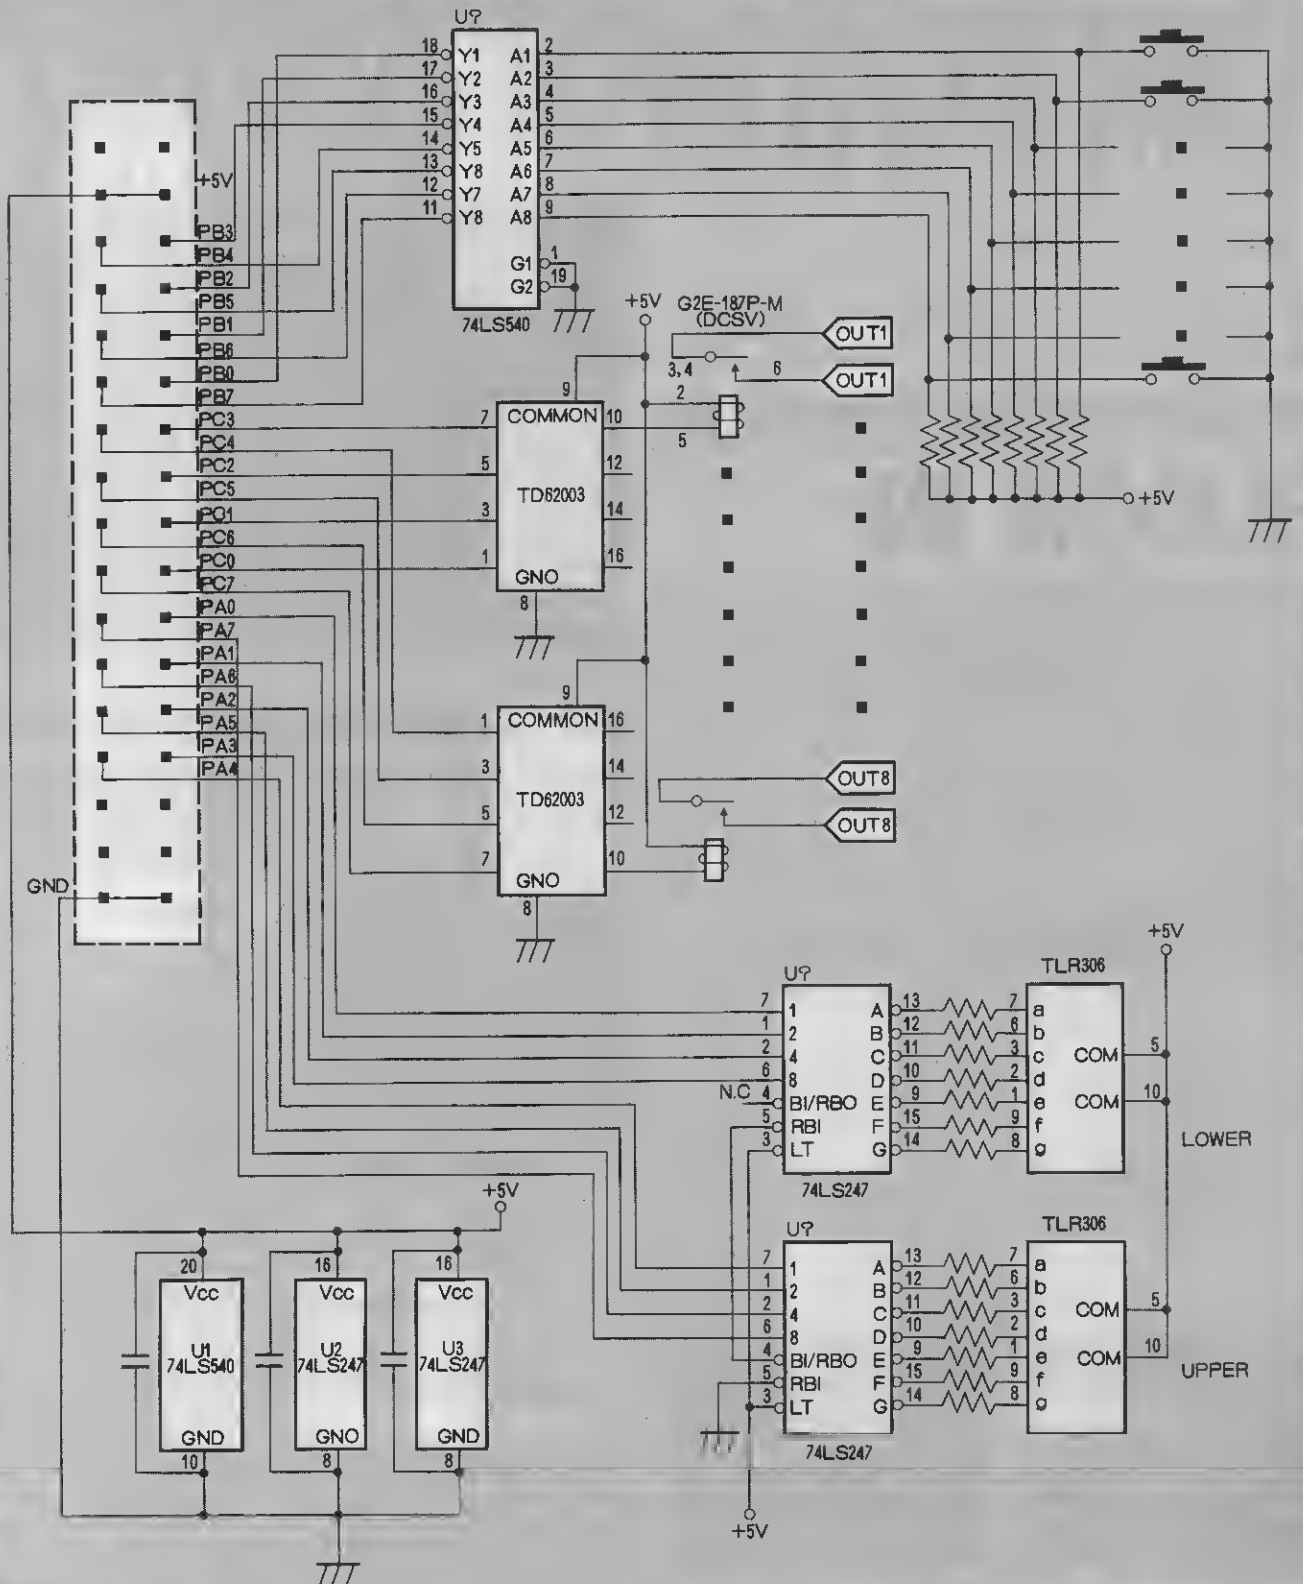 U?
18 Y1 A1 2
17 Y2 A2 3
16 Y3 A3 4
15 Y4 A4 5
14 Y5 A5 6
13 Y8 A6 7
12 Y7 A7 8
11 Y8 A8 9
G1 1
G2 19
74LS540
+5V
PB3
PB4
PB2
PB5
PB1
PB6
PB0
PB7
PC3
PC4
PC2
PC5
PO1
PC6
PC0
PC7
PA0
PA7
PA1
PA6
PA2
PA5
PA3
PA4
GND
+5V
G2E-187P-M
(DCSV)
OUT1
3,4
6
OUT1
2
5
+5V
9
7 COMMON 10
5 12
TD62003
3 14
1 16
GNO
8
9
1 COMMON 16
3 14
TD62003
5 12
7 10
GNO
8
OUT8
OUT8
+5V
U?
TLR306
7 1 A 13 7 a
1 2 B 12 6 b
2 4 C 11 3 c COM 5
6 8 D 10 2 d
N.C 4 BI/RBO E 9 1 e COM 10
5 RBI F 15 9 f
3 LT G 14 8 g
LOWER
74LS247
U?
TLR306
7 1 A 13 7 a
1 2 B 12 6 b
2 4 C 11 3 c COM 5
6 8 D 10 2 d
4 BI/RBO E 9 1 e COM 10
5 RBI F 15 9 f
3 LT G 14 8 g
UPPER
74LS247
+5V
+5V
20 16 16
Vcc Vcc Vcc
U1 U2 U3
74LS540 74LS247 74LS247
GND GNO GND
10 8 8